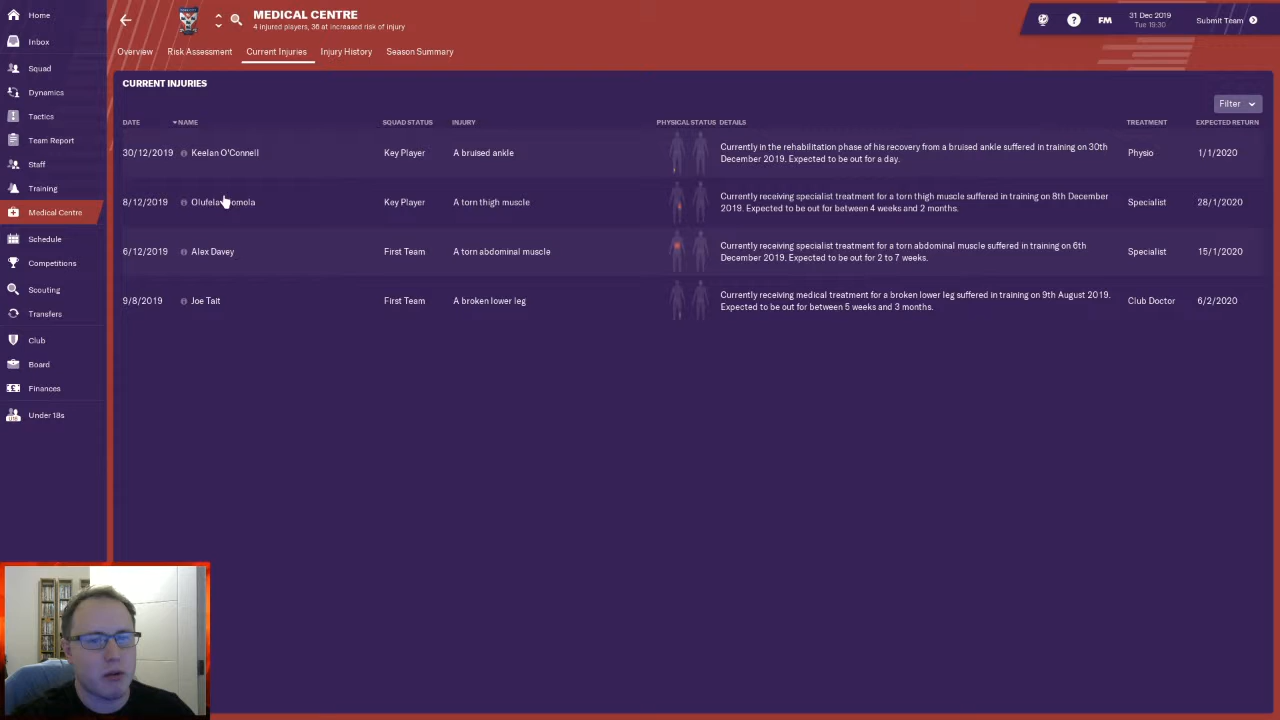 Home
Inbox
Squad
Dynamics
Tactics
Team Report
Staff
Training
Medical Centre
Schedule
Competitions
Scouting
Transfers
Club
Board
Finances
Under 18s
MEDICAL CENTRE
4 injured players, 36 at increased risk of injury
? FM 31 Dec 2019
Tue 19:30
Submit Team
Overview Risk Assessment Current Injuries Injury History Season Summary
CURRENT INJURIES
Filter
DATE NAME SQUAD STATUS INJURY PHYSICAL STATUS DETAILS TREATMENT EXPECTED RETURN
30/12/2019 Keelan O'Connell Key Player A bruised ankle Currently in the rehabilitation phase of his recovery from a bruised ankle suffered in training on 30th
December 2019. Expected to be out for a day. Physio 1/1/2020
8/12/2019 Key Player A torn thigh muscle Currently receiving specialist treatment for a torn thigh muscle suffered in training on 8th December
2019. Expected to be out for between 4 weeks and 2 months. Specialist 28/1/2020
6/12/2019 Alex Davey First Team A torn abdominal muscle Currently receiving specialist treatment for a torn abdominal muscle suffered in training on 6th
December 2019. Expected to be out for 2 to 7 weeks. Specialist 15/1/2020
9/8/2019 Joe Tait First Team A broken lower leg Currently receiving medical treatment for a broken lower leg suffered in training on 9th August 2019.
Expected to be out for between 5 weeks and 3 months. Club Doctor 6/2/2020